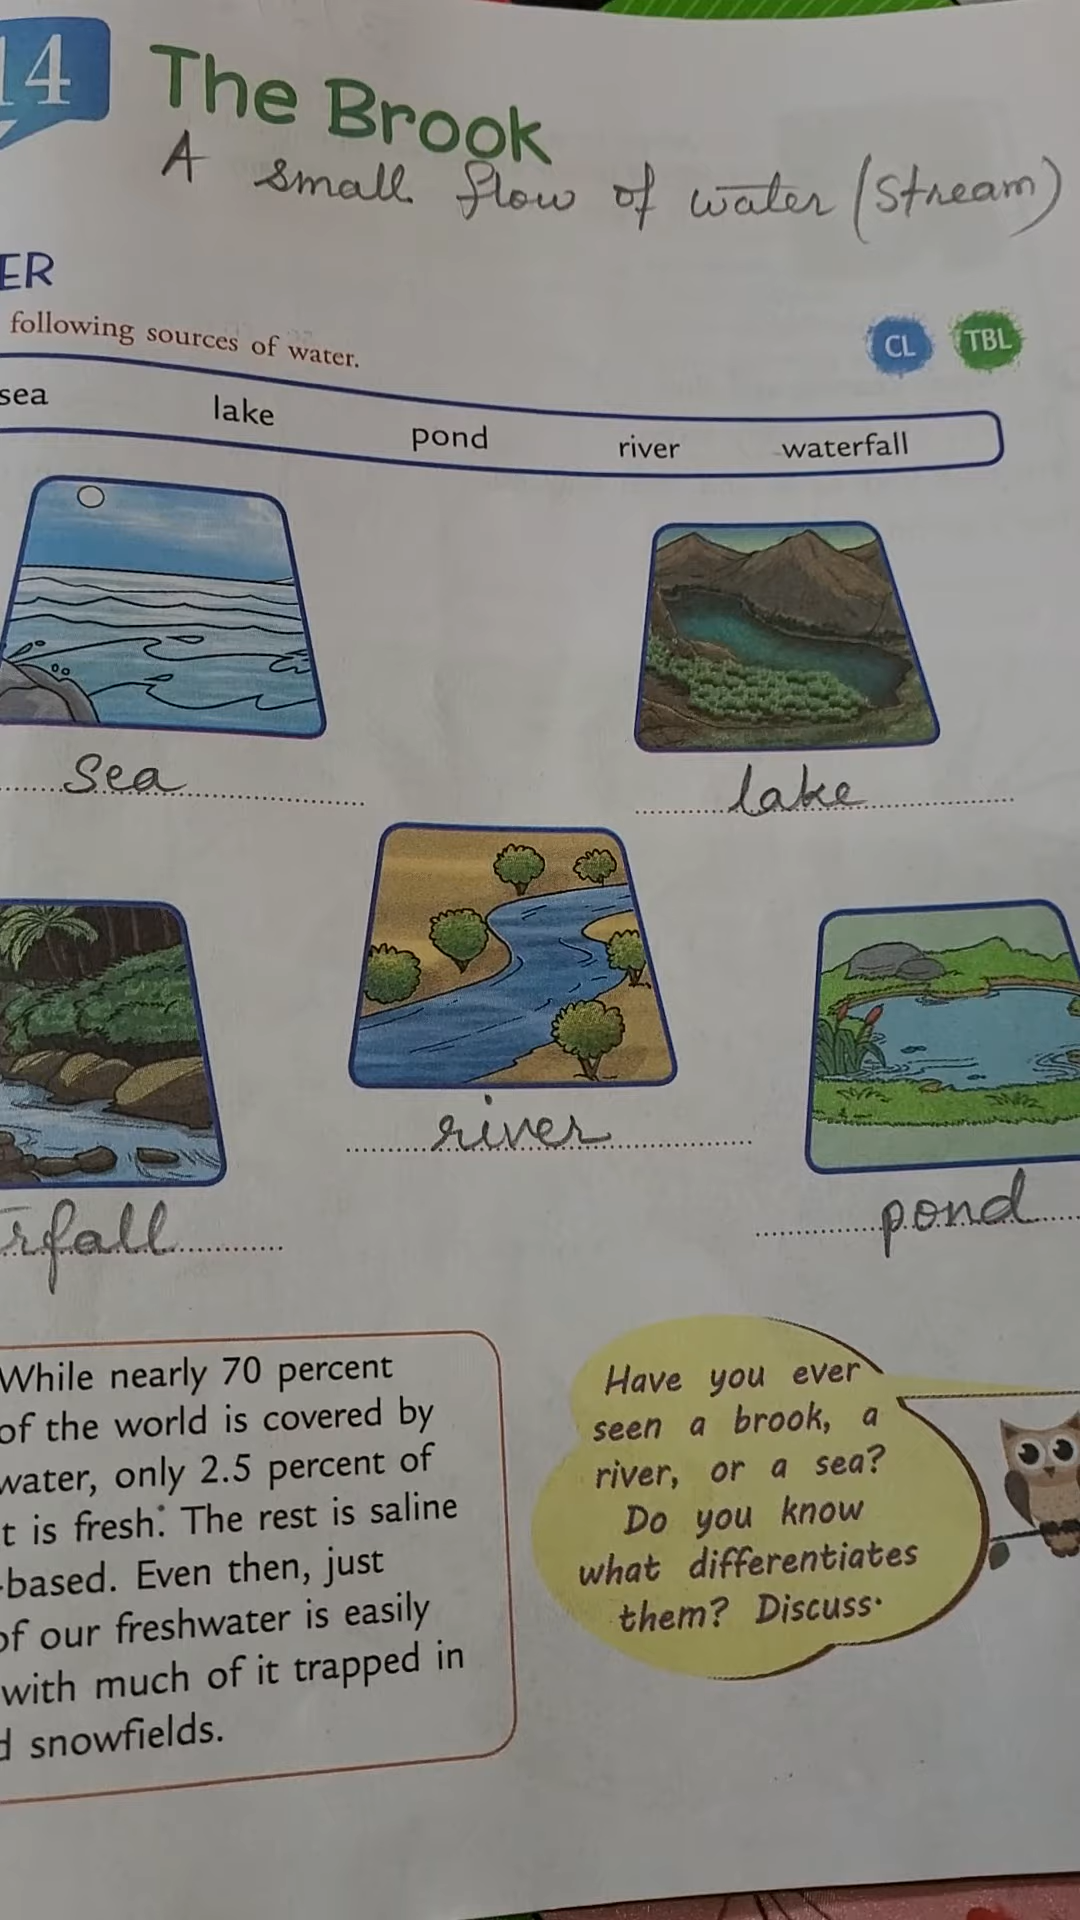 14 The Brook
A small flow of water (Stream)
ER
following sources of water.
CL TBL
sea lake pond river waterfall
sea lake
river
rfall pond
While nearly 70 percent
of the world is covered by
water, only 2.5 percent of
t is fresh. The rest is saline
-based. Even then, just
of our freshwater is easily
with much of it trapped in
d snowfields.
Have you ever
seen a brook, a
river, or a sea?
Do you know
what differentiates
them? Discuss.